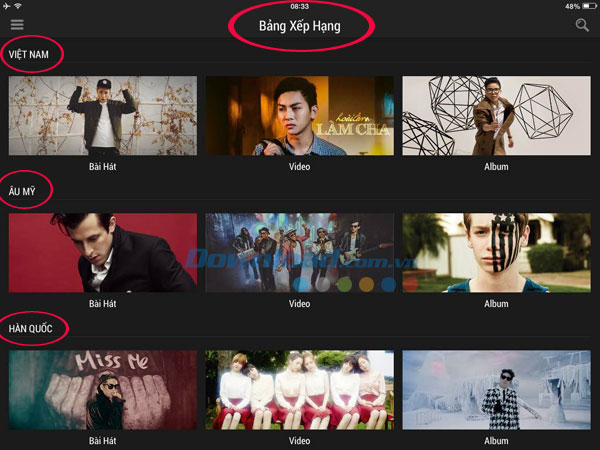 08:33
48%
Bảng Xếp Hạng
VIỆT NAM
hoài lâm
LÀM CHA
Bài Hát
Video
Album
ÂU MỸ
Download.com.vn
Bài Hát
Video
Album
HÀN QUỐC
Miss Me
Bài Hát
Video
Album